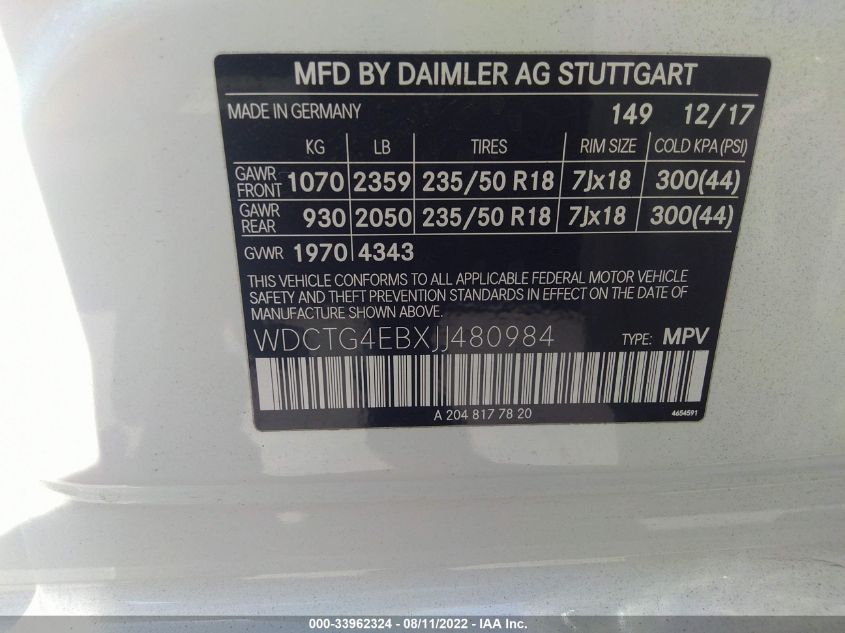 MFD BY DAIMLER AG STUTTGART
MADE IN GERMANY 149 12/17
KG LB TIRES RIM SIZE COLD KPA (PSI)
GAWR FRONT 1070 2359 235/50 R18 7Jx18 300(44)
GAWR REAR 930 2050 235/50 R18 7Jx18 300(44)
GVWR 1970 4343
THIS VEHICLE CONFORMS TO ALL APPLICABLE FEDERAL MOTOR VEHICLE
SAFETY AND THEFT PREVENTION STANDARDS IN EFFECT ON THE DATE OF
MANUFACTURE SHOWN ABOVE.
WDCTG4EBXJJ480984 TYPE: MPV
A 204 817 78 20 4654591
000-33962324 - 08/11/2022 - IAA Inc.